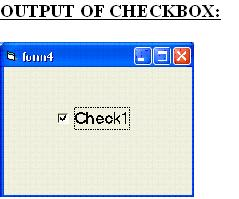 OUTPUT OF CHECKBOX:
form4
Check1